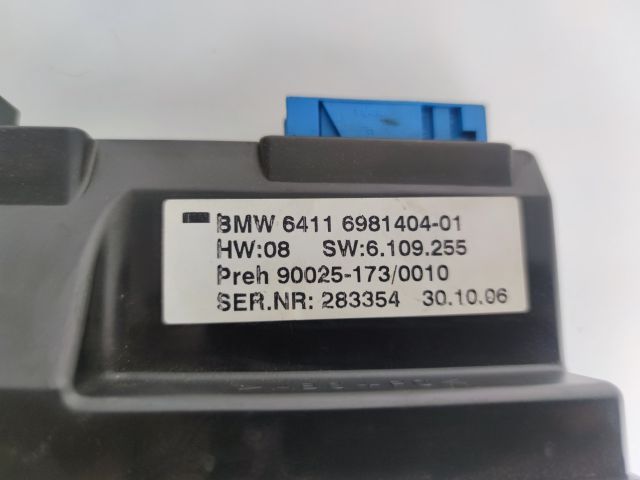 BMW 6411 6981404-01
HW:08 SW:6.109.255
Preh 90025-173/0010
SER.NR: 283354 30.10.06